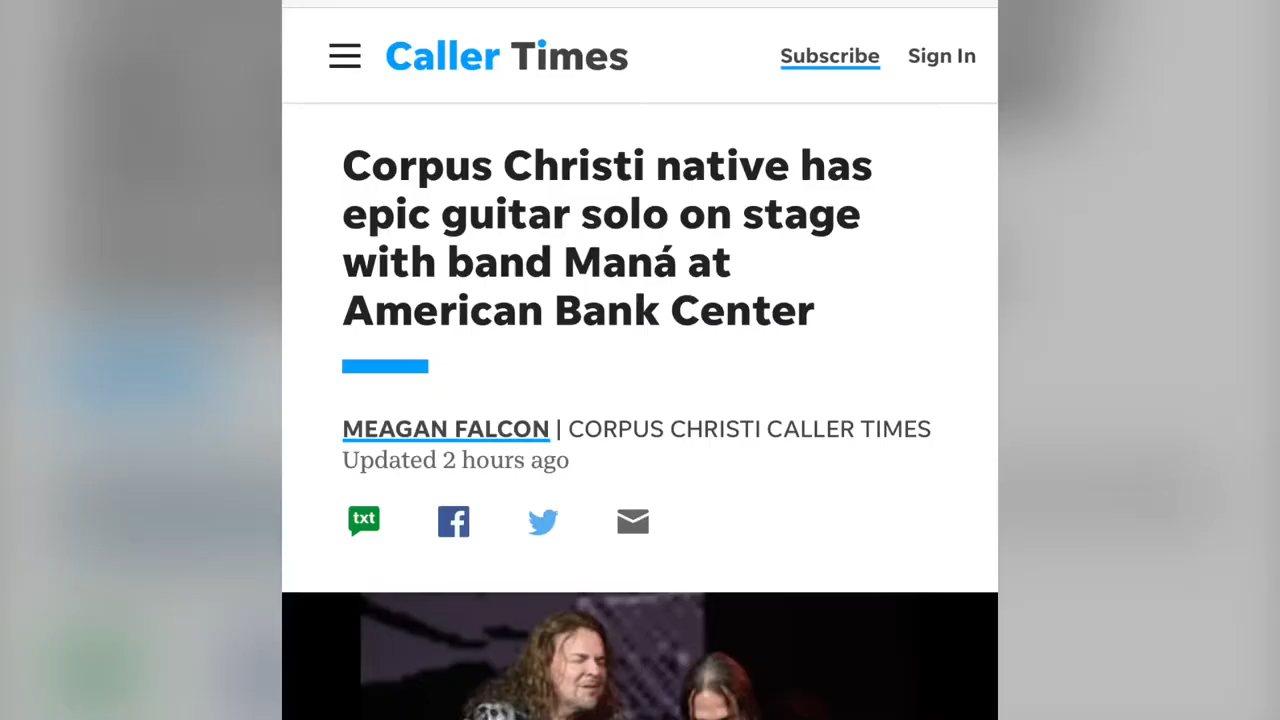 Caller Times
Subscribe
Sign In
Corpus Christi native has
epic guitar solo on stage
with band Maná at
American Bank Center
MEAGAN FALCON | CORPUS CHRISTI CALLER TIMES
Updated 2 hours ago
txt